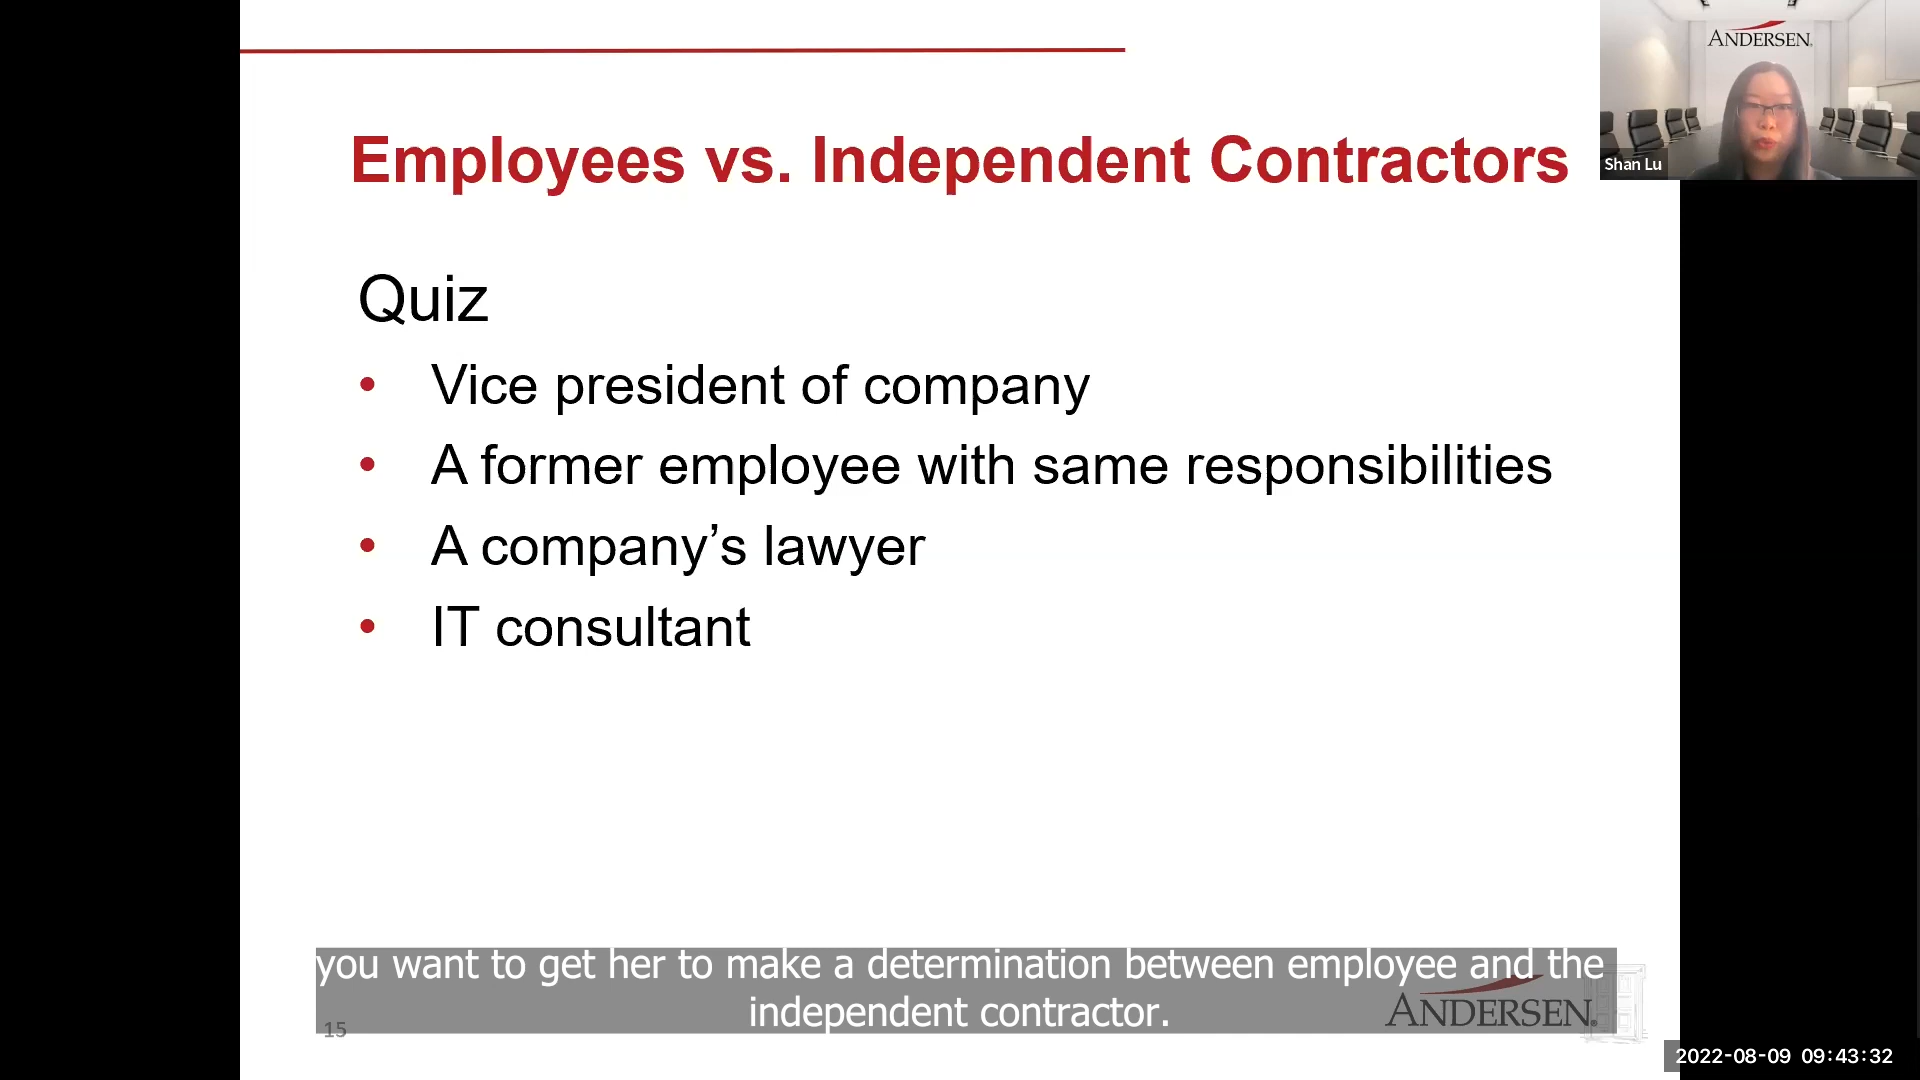 ANDERSEN®
Shan Lu
Employees vs. Independent Contractors
Quiz
• Vice president of company
• A former employee with same responsibilities
• A company’s lawyer
• IT consultant
you want to get her to make a determination between employee and the
independent contractor.
ANDERSEN®
15
2022-08-09 09:43:32